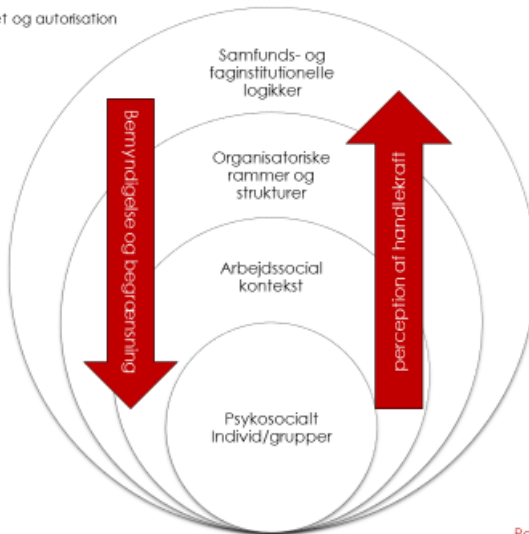 et og autorisation
Samfunds- og
faginstitutionelle
logikker
Bemyndigelse og begrænsning
perception af handlekraft
Organisatoriske
rammer og
strukturer
Arbejdssocial
kontekst
Psykosocialt
Individ/grupper